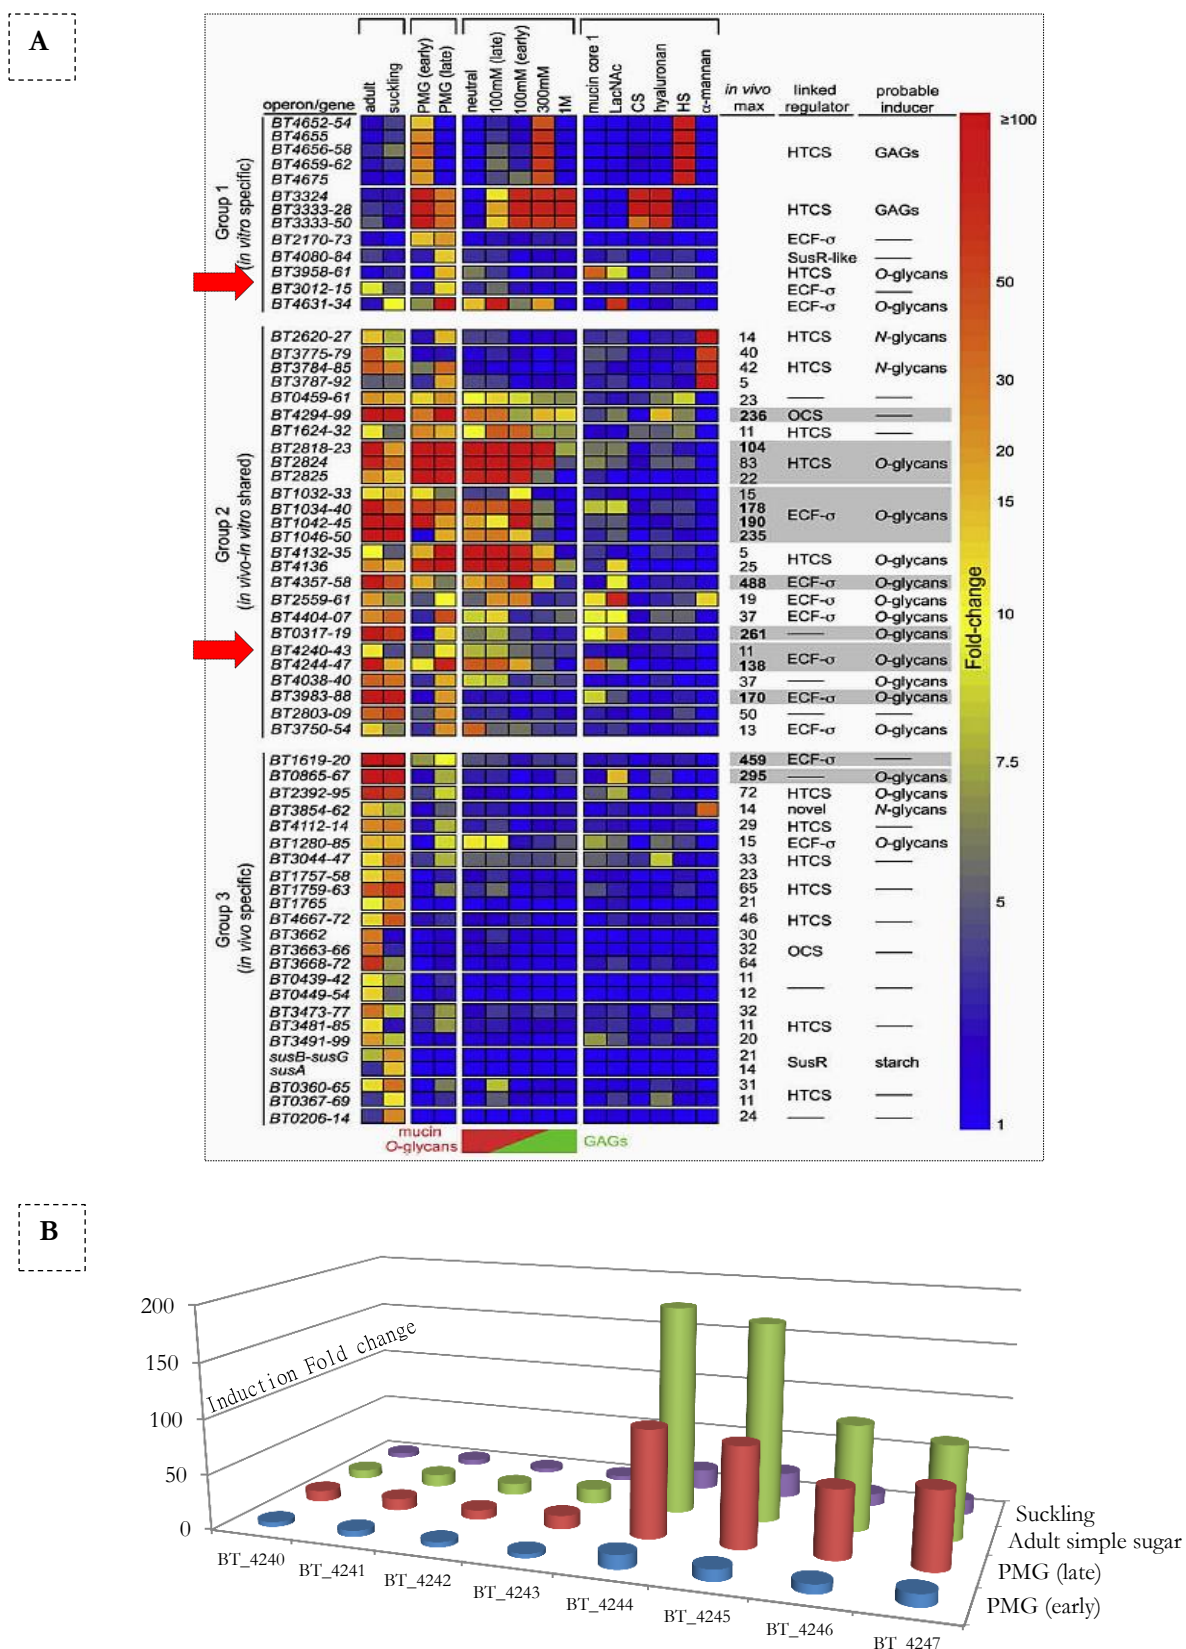 A
adult
suckling
PMG (early)
PMG (late)
neutral
100mM (late)
100mM (early)
300mM
1M
mucin core 1
LacNAc
CS
hyaluronan
HS
α-mannan
operon/gene
in vivo max
linked regulator
probable inducer
Group 1
(in vitro specific)
BT4652-54
BT4655
BT4656-58 HTCS GAGs
BT4659-62
BT4675
BT3324
BT3333-28 HTCS GAGs
BT3333-50
BT2170-73 ECF-σ —
BT4080-84 SusR-like —
BT3958-61 HTCS O-glycans
BT3012-15 ECF-σ —
BT4631-34 ECF-σ O-glycans
Group 2
(in vivo-in vitro shared)
BT2620-27 14 HTCS N-glycans
BT3775-79 40
BT3784-85 42 HTCS N-glycans
BT3787-92 5
BT0459-61 23 — —
BT4294-99 236 OCS —
BT1624-32 11 HTCS —
BT2818-23 104
BT2824 83 HTCS O-glycans
BT2825 22
BT1032-33 15
BT1034-40 178 ECF-σ O-glycans
BT1042-45 190
BT1046-50 235
BT4132-35 5 HTCS O-glycans
BT4136 25
BT4357-58 488 ECF-σ O-glycans
BT2559-61 19 ECF-σ O-glycans
BT4404-07 37 ECF-σ O-glycans
BT0317-19 261 — O-glycans
BT4240-43 11 ECF-σ O-glycans
BT4244-47 138
BT4038-40 37 — O-glycans
BT3983-88 170 ECF-σ O-glycans
BT2803-09 50 — —
BT3750-54 13 ECF-σ O-glycans
Group 3
(in vivo specific)
BT1619-20 459 ECF-σ —
BT0865-67 295 — O-glycans
BT2392-95 72 HTCS O-glycans
BT3854-62 14 novel N-glycans
BT4112-14 29 HTCS —
BT1280-85 15 ECF-σ O-glycans
BT3044-47 33 HTCS —
BT1757-58 23
BT1759-63 65 HTCS —
BT1765 21
BT4667-72 46 HTCS —
BT3662 30
BT3663-66 32 OCS —
BT3668-72 64
BT0439-42 11 — —
BT0449-54 12
BT3473-77 32
BT3481-85 11 HTCS —
BT3491-99 20
susB-susG 21 SusR starch
susA 14
BT0360-65 31 HTCS —
BT0367-69 11
BT0206-14 24 — —
mucin O-glycans
GAGs
≥100
50
30
20
15
10
7.5
5
1
Fold-change
B
200
150
100
50
0
Induction Fold change
BT_4240
BT_4241
BT_4242
BT_4243
BT_4244
BT_4245
BT_4246
BT_4247
Suckling
Adult simple sugar
PMG (late)
PMG (early)